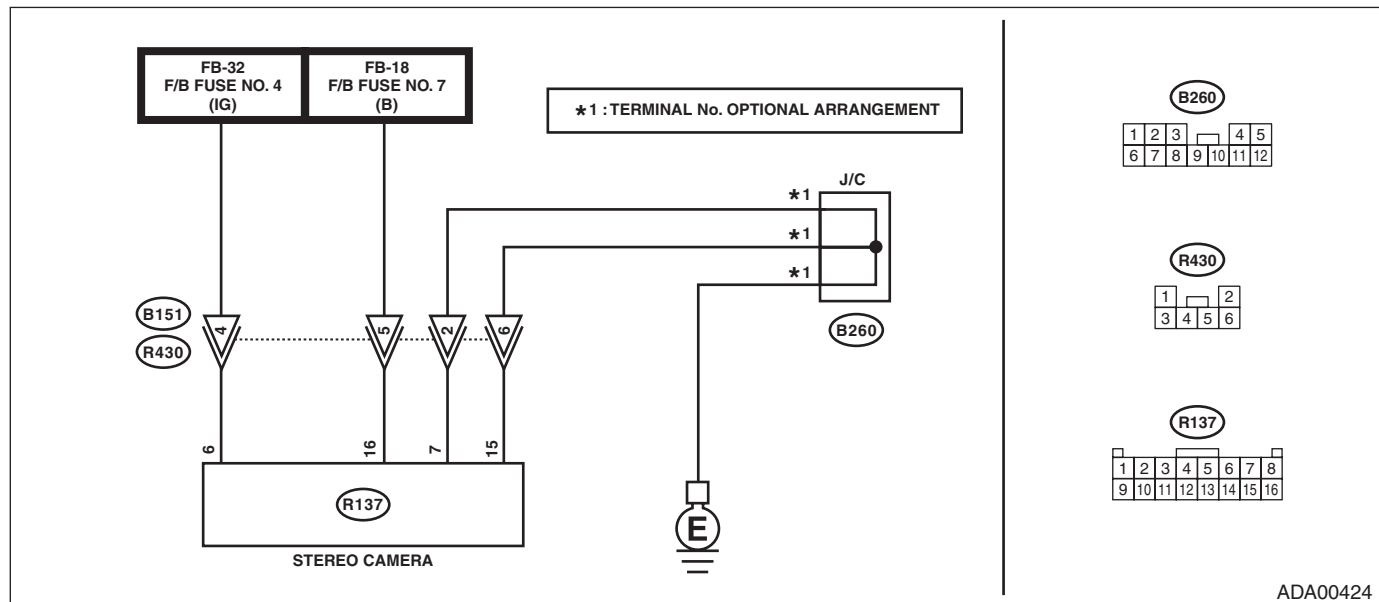 FB-32
F/B FUSE NO. 4
(IG)
FB-18
F/B FUSE NO. 7
(B)
*1 : TERMINAL No. OPTIONAL ARRANGEMENT
J/C
*1
*1
*1
B260
B151
R430
4
5
2
6
6
16
7
15
R137
STEREO CAMERA
E
B260
1 2 3 4 5
6 7 8 9 10 11 12
R430
1 2
3 4 5 6
R137
1 2 3 4 5 6 7 8
9 10 11 12 13 14 15 16
ADA00424